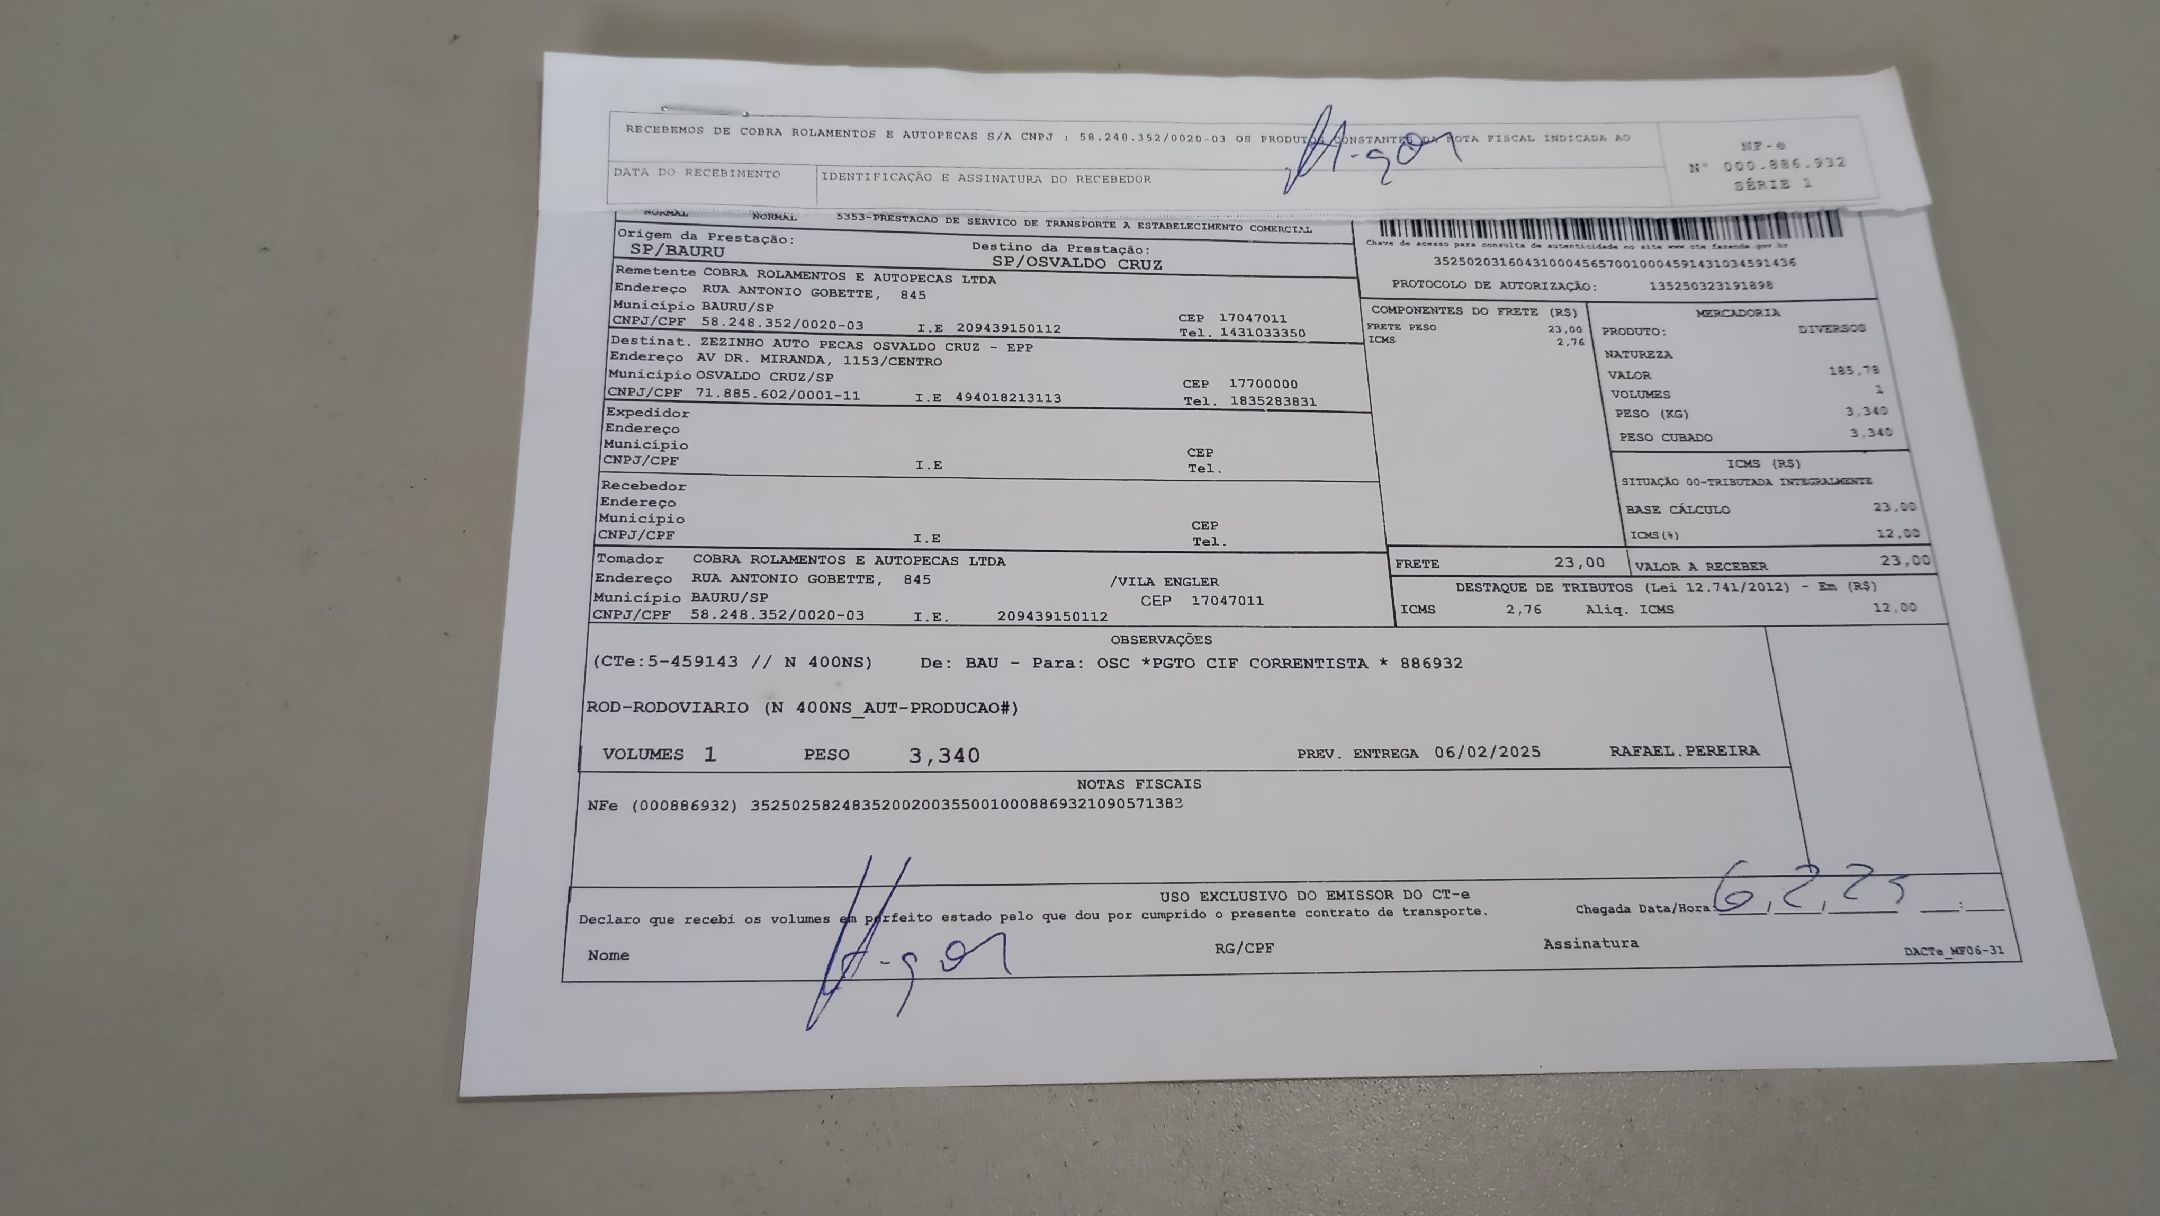 RECEBEMOS DE COBRA ROLAMENTOS E AUTOPECAS S/A CNPJ : 58.248.352/0020-03 OS PRODUTOS CONSTANTES DA NOTA FISCAL INDICADA AO
NF-e
Nº 000.886.932
SÉRIE 1
DATA DO RECEBIMENTO IDENTIFICAÇÃO E ASSINATURA DO RECEBEDOR
NORMAL NORMAL 5353-PRESTACAO DE SERVICO DE TRANSPORTE A ESTABELECIMENTO COMERCIAL
Origem da Prestação: Destino da Prestação:
SP/BAURU SP/OSVALDO CRUZ
Remetente COBRA ROLAMENTOS E AUTOPECAS LTDA
Endereço RUA ANTONIO GOBETTE, 845
Município BAURU/SP CEP 17047011
CNPJ/CPF 58.248.352/0020-03 I.E 209439150112 Tel. 1431033350
Destinat. ZEZINHO AUTO PECAS OSVALDO CRUZ - EPP
Endereço AV DR. MIRANDA, 1153/CENTRO
Município OSVALDO CRUZ/SP CEP 17700000
CNPJ/CPF 71.885.602/0001-11 I.E 494018213113 Tel. 1835283831
Expedidor
Endereço
Município CEP
CNPJ/CPF I.E Tel.
Recebedor
Endereço
Município CEP
CNPJ/CPF I.E Tel.
Tomador COBRA ROLAMENTOS E AUTOPECAS LTDA
Endereço RUA ANTONIO GOBETTE, 845 /VILA ENGLER
Município BAURU/SP CEP 17047011
CNPJ/CPF 58.248.352/0020-03 I.E. 209439150112
Chave de acesso para consulta de autenticidade no site www cte fazenda gov br
35250203160431000456570010004591431034591436
PROTOCOLO DE AUTORIZAÇÃO: 135250323191898
COMPONENTES DO FRETE (R$)
FRETE PESO 23,00
ICMS 2,76
MERCADORIA
PRODUTO: DIVERSOS
NATUREZA
VALOR 185,78
VOLUMES 1
PESO (KG) 3,340
PESO CUBADO 3,340
ICMS (R$)
SITUAÇÃO 00-TRIBUTADA INTEGRALMENTE
BASE CÁLCULO 23,00
ICMS(%) 12,00
FRETE 23,00 VALOR A RECEBER 23,00
DESTAQUE DE TRIBUTOS (Lei 12.741/2012) - Em (R$)
ICMS 2,76 Aliq. ICMS 12,00
OBSERVAÇÕES
(CTe:5-459143 // N 400NS) De: BAU - Para: OSC *PGTO CIF CORRENTISTA * 886932
ROD-RODOVIARIO (N 400NS_AUT-PRODUCAO#)
VOLUMES 1 PESO 3,340 PREV. ENTREGA 06/02/2025 RAFAEL.PEREIRA
NOTAS FISCAIS
NFe (000886932) 35250258248352002003550010008869321090571383
USO EXCLUSIVO DO EMISSOR DO CT-e
Declaro que recebi os volumes em perfeito estado pelo que dou por cumprido o presente contrato de transporte. Chegada Data/Hora: 6,2,25
Nome RG/CPF Assinatura DACTe_MF06-31